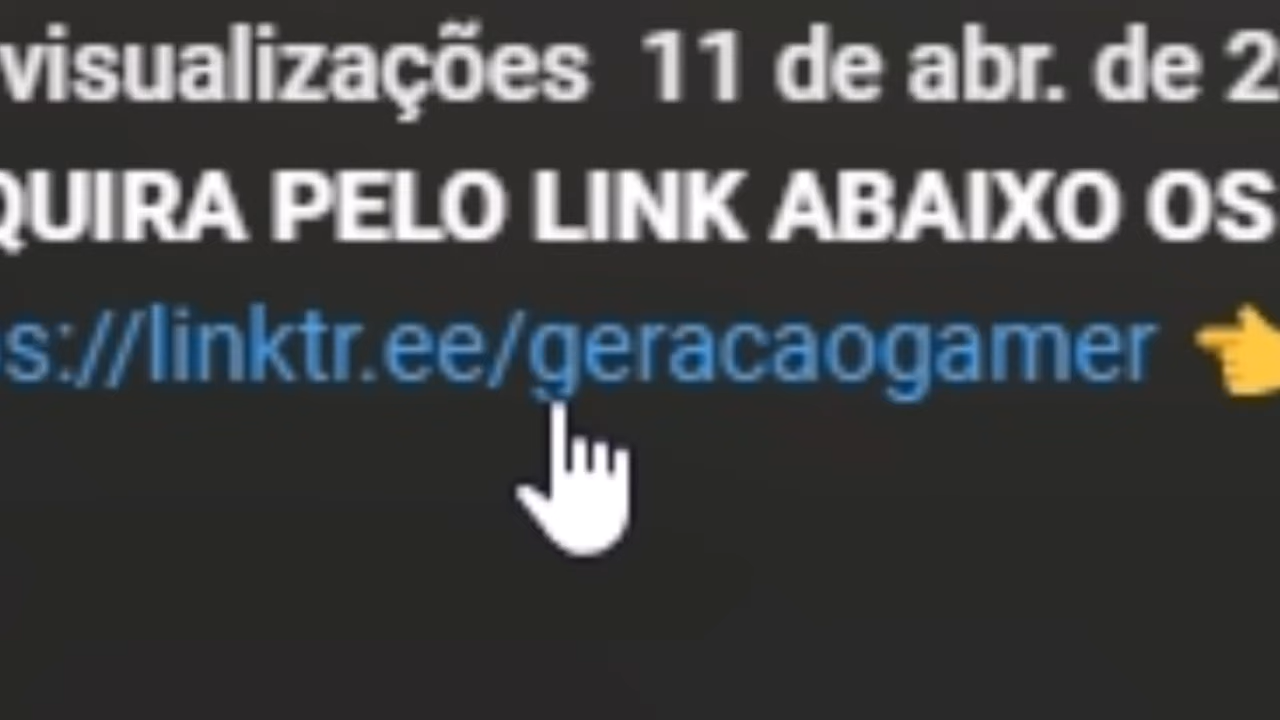 visualizações 11 de abr. de 2
QUIRA PELO LINK ABAIXO OS
s://linktr.ee/geracaogamer 👈